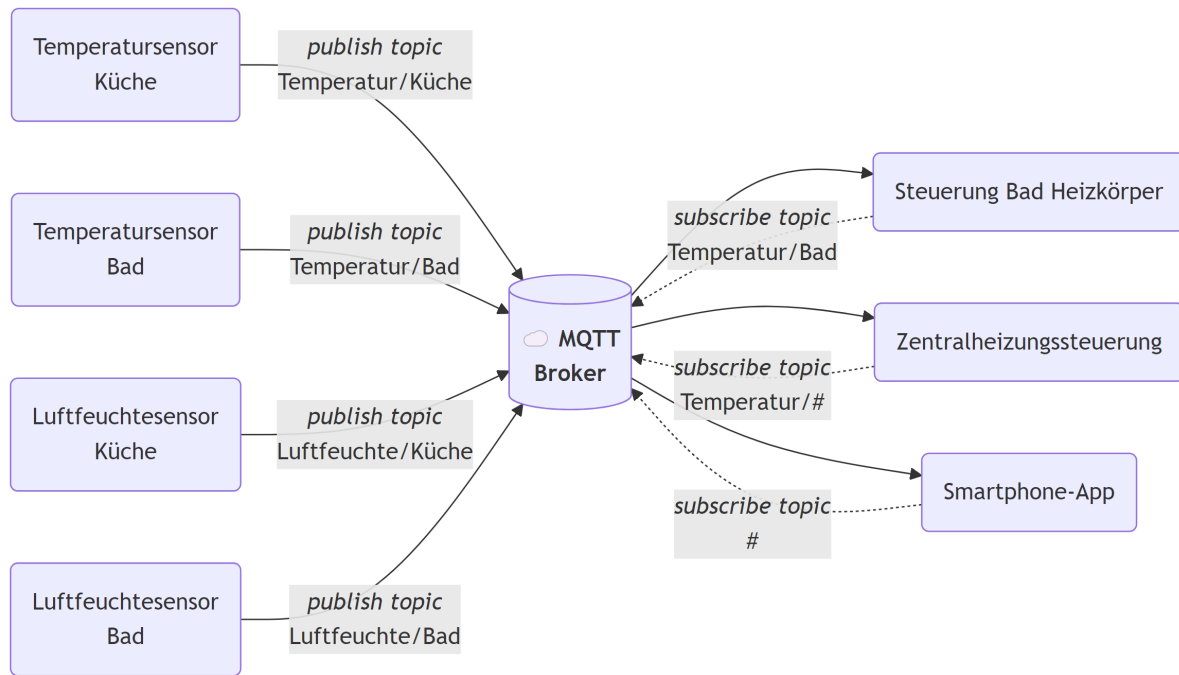 Temperatursensor
Küche
publish topic
Temperatur/Küche
Temperatursensor
Bad
publish topic
Temperatur/Bad
Luftfeuchtesensor
Küche
publish topic
Luftfeuchte/Küche
Luftfeuchtesensor
Bad
publish topic
Luftfeuchte/Bad
MQTT
Broker
subscribe topic
Temperatur/Bad
Steuerung Bad Heizkörper
subscribe topic
Temperatur/#
Zentralheizungssteuerung
subscribe topic
#
Smartphone-App